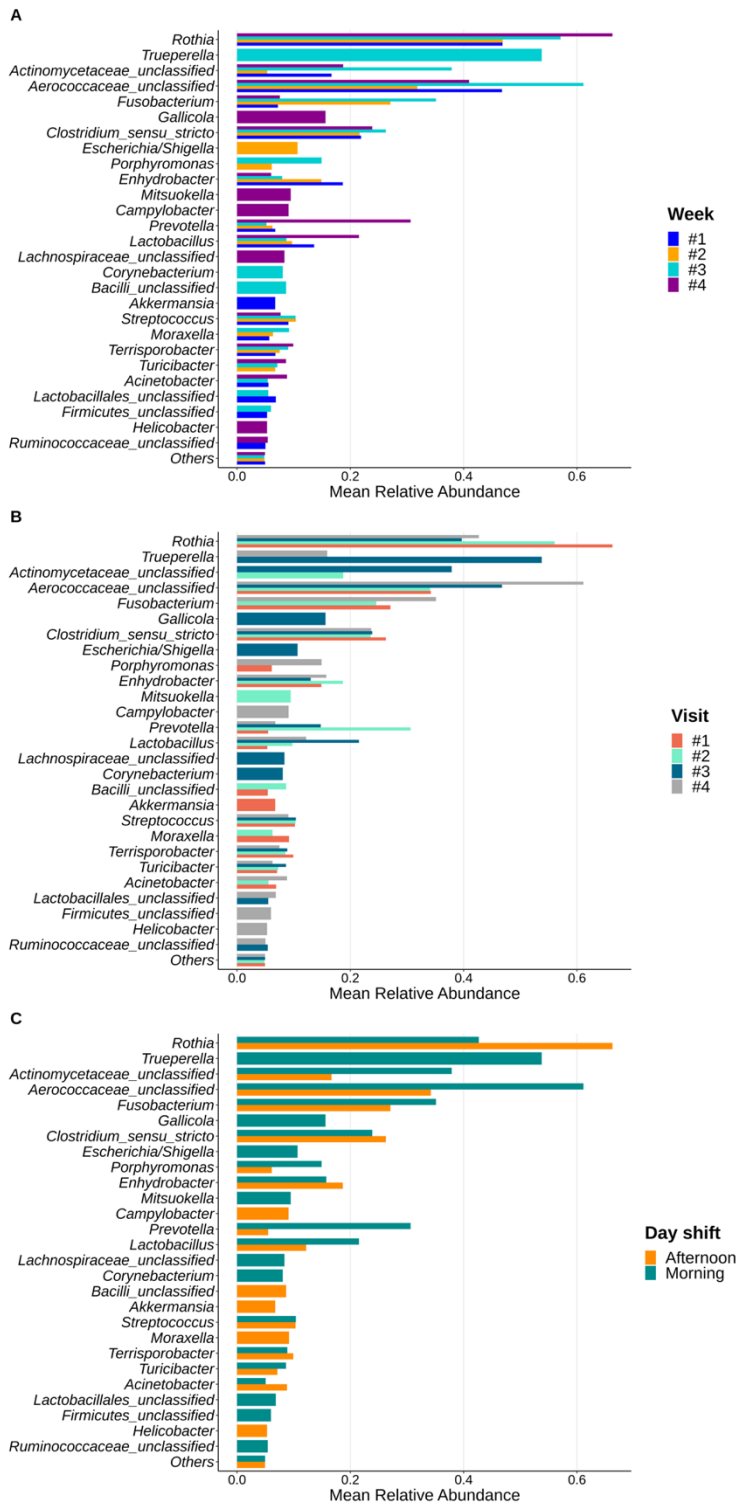 A
Rothia
Trueperella
Actinomycetaceae_unclassified
Aerococcaceae_unclassified
Fusobacterium
Gallicola
Clostridium_sensu_stricto
Escherichia/Shigella
Porphyromonas
Enhydrobacter
Mitsuokella
Campylobacter
Prevotella
Lactobacillus
Lachnospiraceae_unclassified
Corynebacterium
Bacilli_unclassified
Akkermansia
Streptococcus
Moraxella
Terrisporobacter
Turicibacter
Acinetobacter
Lactobacillales_unclassified
Firmicutes_unclassified
Helicobacter
Ruminococcaceae_unclassified
Others
0.0 0.2 0.4 0.6
Mean Relative Abundance
Week
#1
#2
#3
#4
B
Rothia
Trueperella
Actinomycetaceae_unclassified
Aerococcaceae_unclassified
Fusobacterium
Gallicola
Clostridium_sensu_stricto
Escherichia/Shigella
Porphyromonas
Enhydrobacter
Mitsuokella
Campylobacter
Prevotella
Lactobacillus
Lachnospiraceae_unclassified
Corynebacterium
Bacilli_unclassified
Akkermansia
Streptococcus
Moraxella
Terrisporobacter
Turicibacter
Acinetobacter
Lactobacillales_unclassified
Firmicutes_unclassified
Helicobacter
Ruminococcaceae_unclassified
Others
0.0 0.2 0.4 0.6
Mean Relative Abundance
Visit
#1
#2
#3
#4
C
Rothia
Trueperella
Actinomycetaceae_unclassified
Aerococcaceae_unclassified
Fusobacterium
Gallicola
Clostridium_sensu_stricto
Escherichia/Shigella
Porphyromonas
Enhydrobacter
Mitsuokella
Campylobacter
Prevotella
Lactobacillus
Lachnospiraceae_unclassified
Corynebacterium
Bacilli_unclassified
Akkermansia
Streptococcus
Moraxella
Terrisporobacter
Turicibacter
Acinetobacter
Lactobacillales_unclassified
Firmicutes_unclassified
Helicobacter
Ruminococcaceae_unclassified
Others
0.0 0.2 0.4 0.6
Mean Relative Abundance
Day shift
Afternoon
Morning